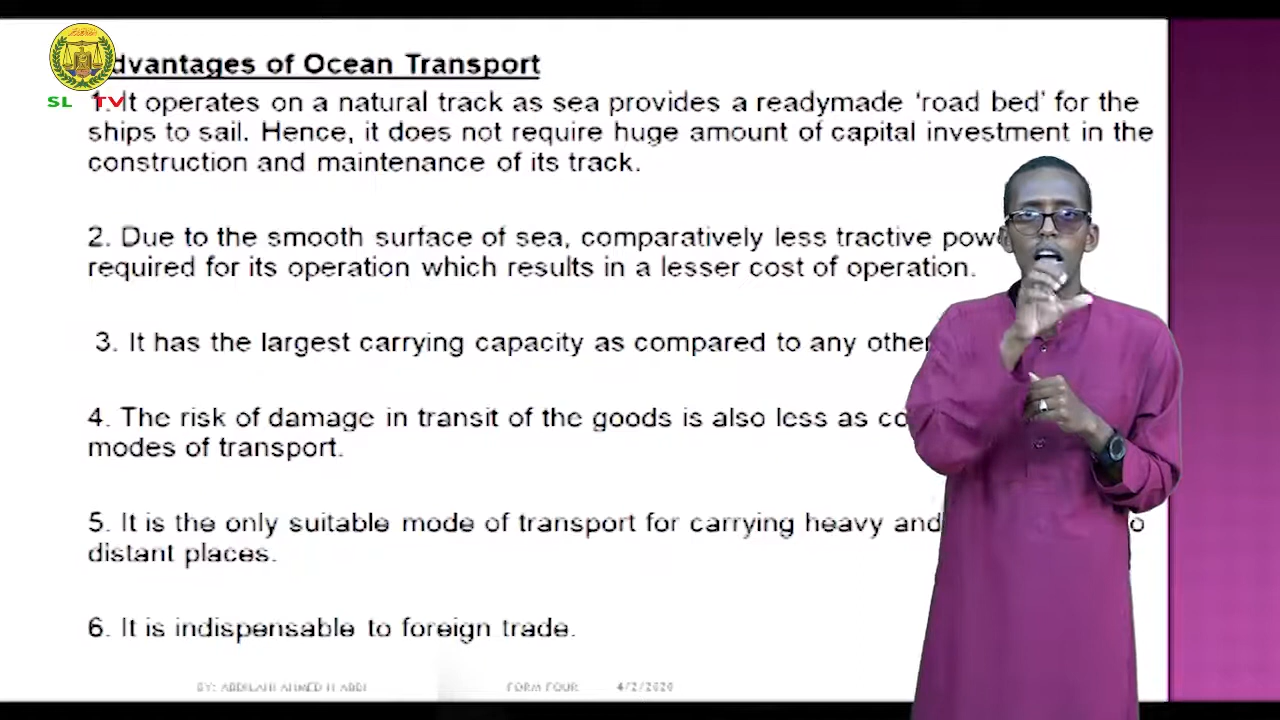 dvantages of Ocean Transport
SL TV
1. It operates on a natural track as sea provides a readymade ‘road bed’ for the
ships to sail. Hence, it does not require huge amount of capital investment in the
construction and maintenance of its track.
2. Due to the smooth surface of sea, comparatively less tractive
required for its operation which results in a lesser cost of operation.
3. It has the largest carrying capacity as compared to any other
4. The risk of damage in transit of the goods is also less as
modes of transport.
5. It is the only suitable mode of transport for carrying heavy and
distant places.
6. It is indispensable to foreign trade.
BY: ABDILAHI AHMED H ABDI FORM FOUR 4/2/2020